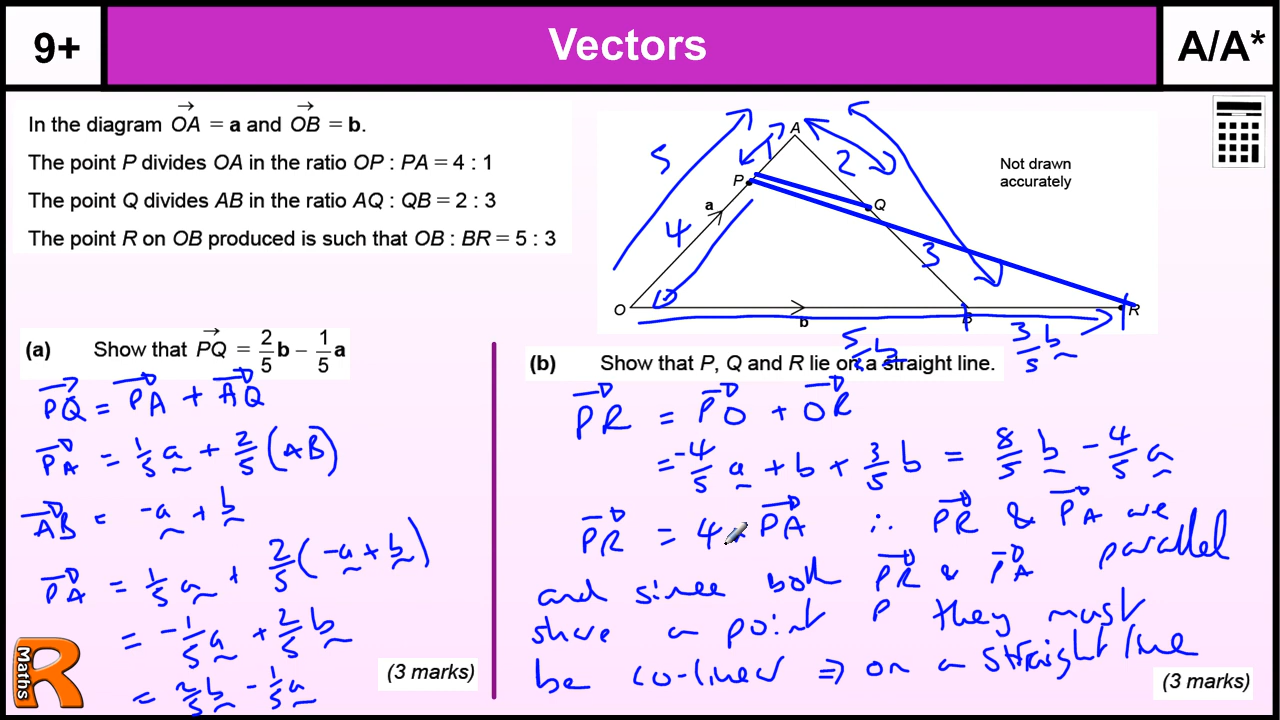 9+
Vectors
A/A*
In the diagram OA = a and OB = b.
The point P divides OA in the ratio OP : PA = 4 : 1
The point Q divides AB in the ratio AQ : QB = 2 : 3
The point R on OB produced is such that OB : BR = 5 : 3
Not drawn
accurately
A
P
Q
a
O
b
B
R
5
1
4
2
3
5/5 b
3/5 b
(a) Show that PQ = 2/5 b – 1/5 a
PQ = PA + AQ
PA = 1/5 a + 2/5 (AB)
AB = -a + b
PA = 1/5 a + 2/5 (-a + b)
= -1/5 a + 2/5 b
= 2/5 b - 1/5 a
(3 marks)
(b) Show that P, Q and R lie on a straight line.
PR = PO + OR
= -4/5 a + b + 3/5 b = 8/5 b - 4/5 a
PR = 4 × PA ∴ PR & PA are
parallel
and since both PR & PA
share a point P they must
be co-linear ⇒ on a straight line
(3 marks)
R
Maths